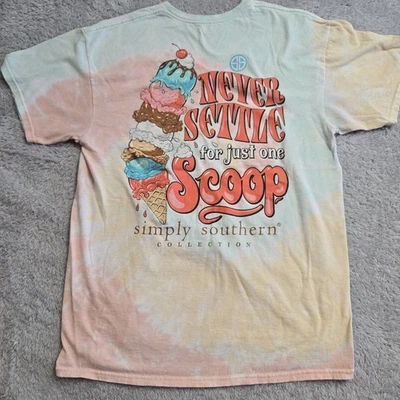 NEVER
SETTLE
for just one
Scoop
simply southern®
COLLECTION